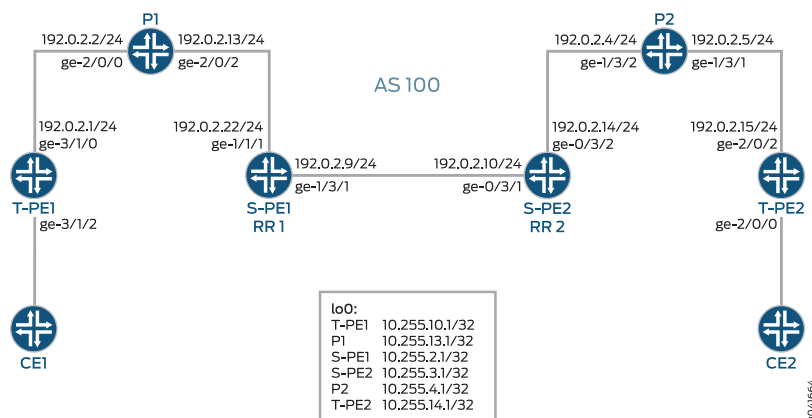 P1
P2
192.0.2.2/24
192.0.2.13/24
ge-2/0/0
ge-2/0/2
192.0.2.4/24
192.0.2.5/24
ge-1/3/2
ge-1/3/1
AS 100
192.0.2.1/24
ge-3/1/0
192.0.2.22/24
ge-1/1/1
192.0.2.14/24
ge-0/3/2
192.0.2.15/24
ge-2/0/2
192.0.2.9/24
ge-1/3/1
192.0.2.10/24
ge-0/3/1
T-PE1
S-PE1
RR 1
S-PE2
RR 2
T-PE2
ge-3/1/2
ge-2/0/0
CE1
CE2
lo0:
T-PE1 10.255.10.1/32
P1 10.255.13.1/32
S-PE1 10.255.2.1/32
S-PE2 10.255.3.1/32
P2 10.255.4.1/32
T-PE2 10.255.14.1/32